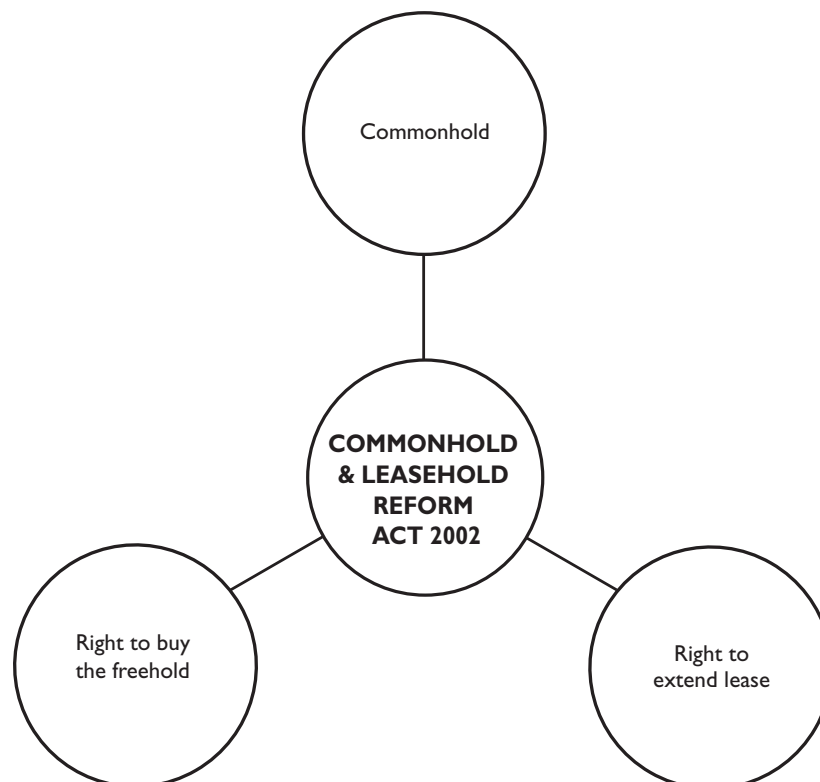 Commonhold
COMMONHOLD
& LEASEHOLD
REFORM
ACT 2002
Right to buy
the freehold
Right to
extend lease